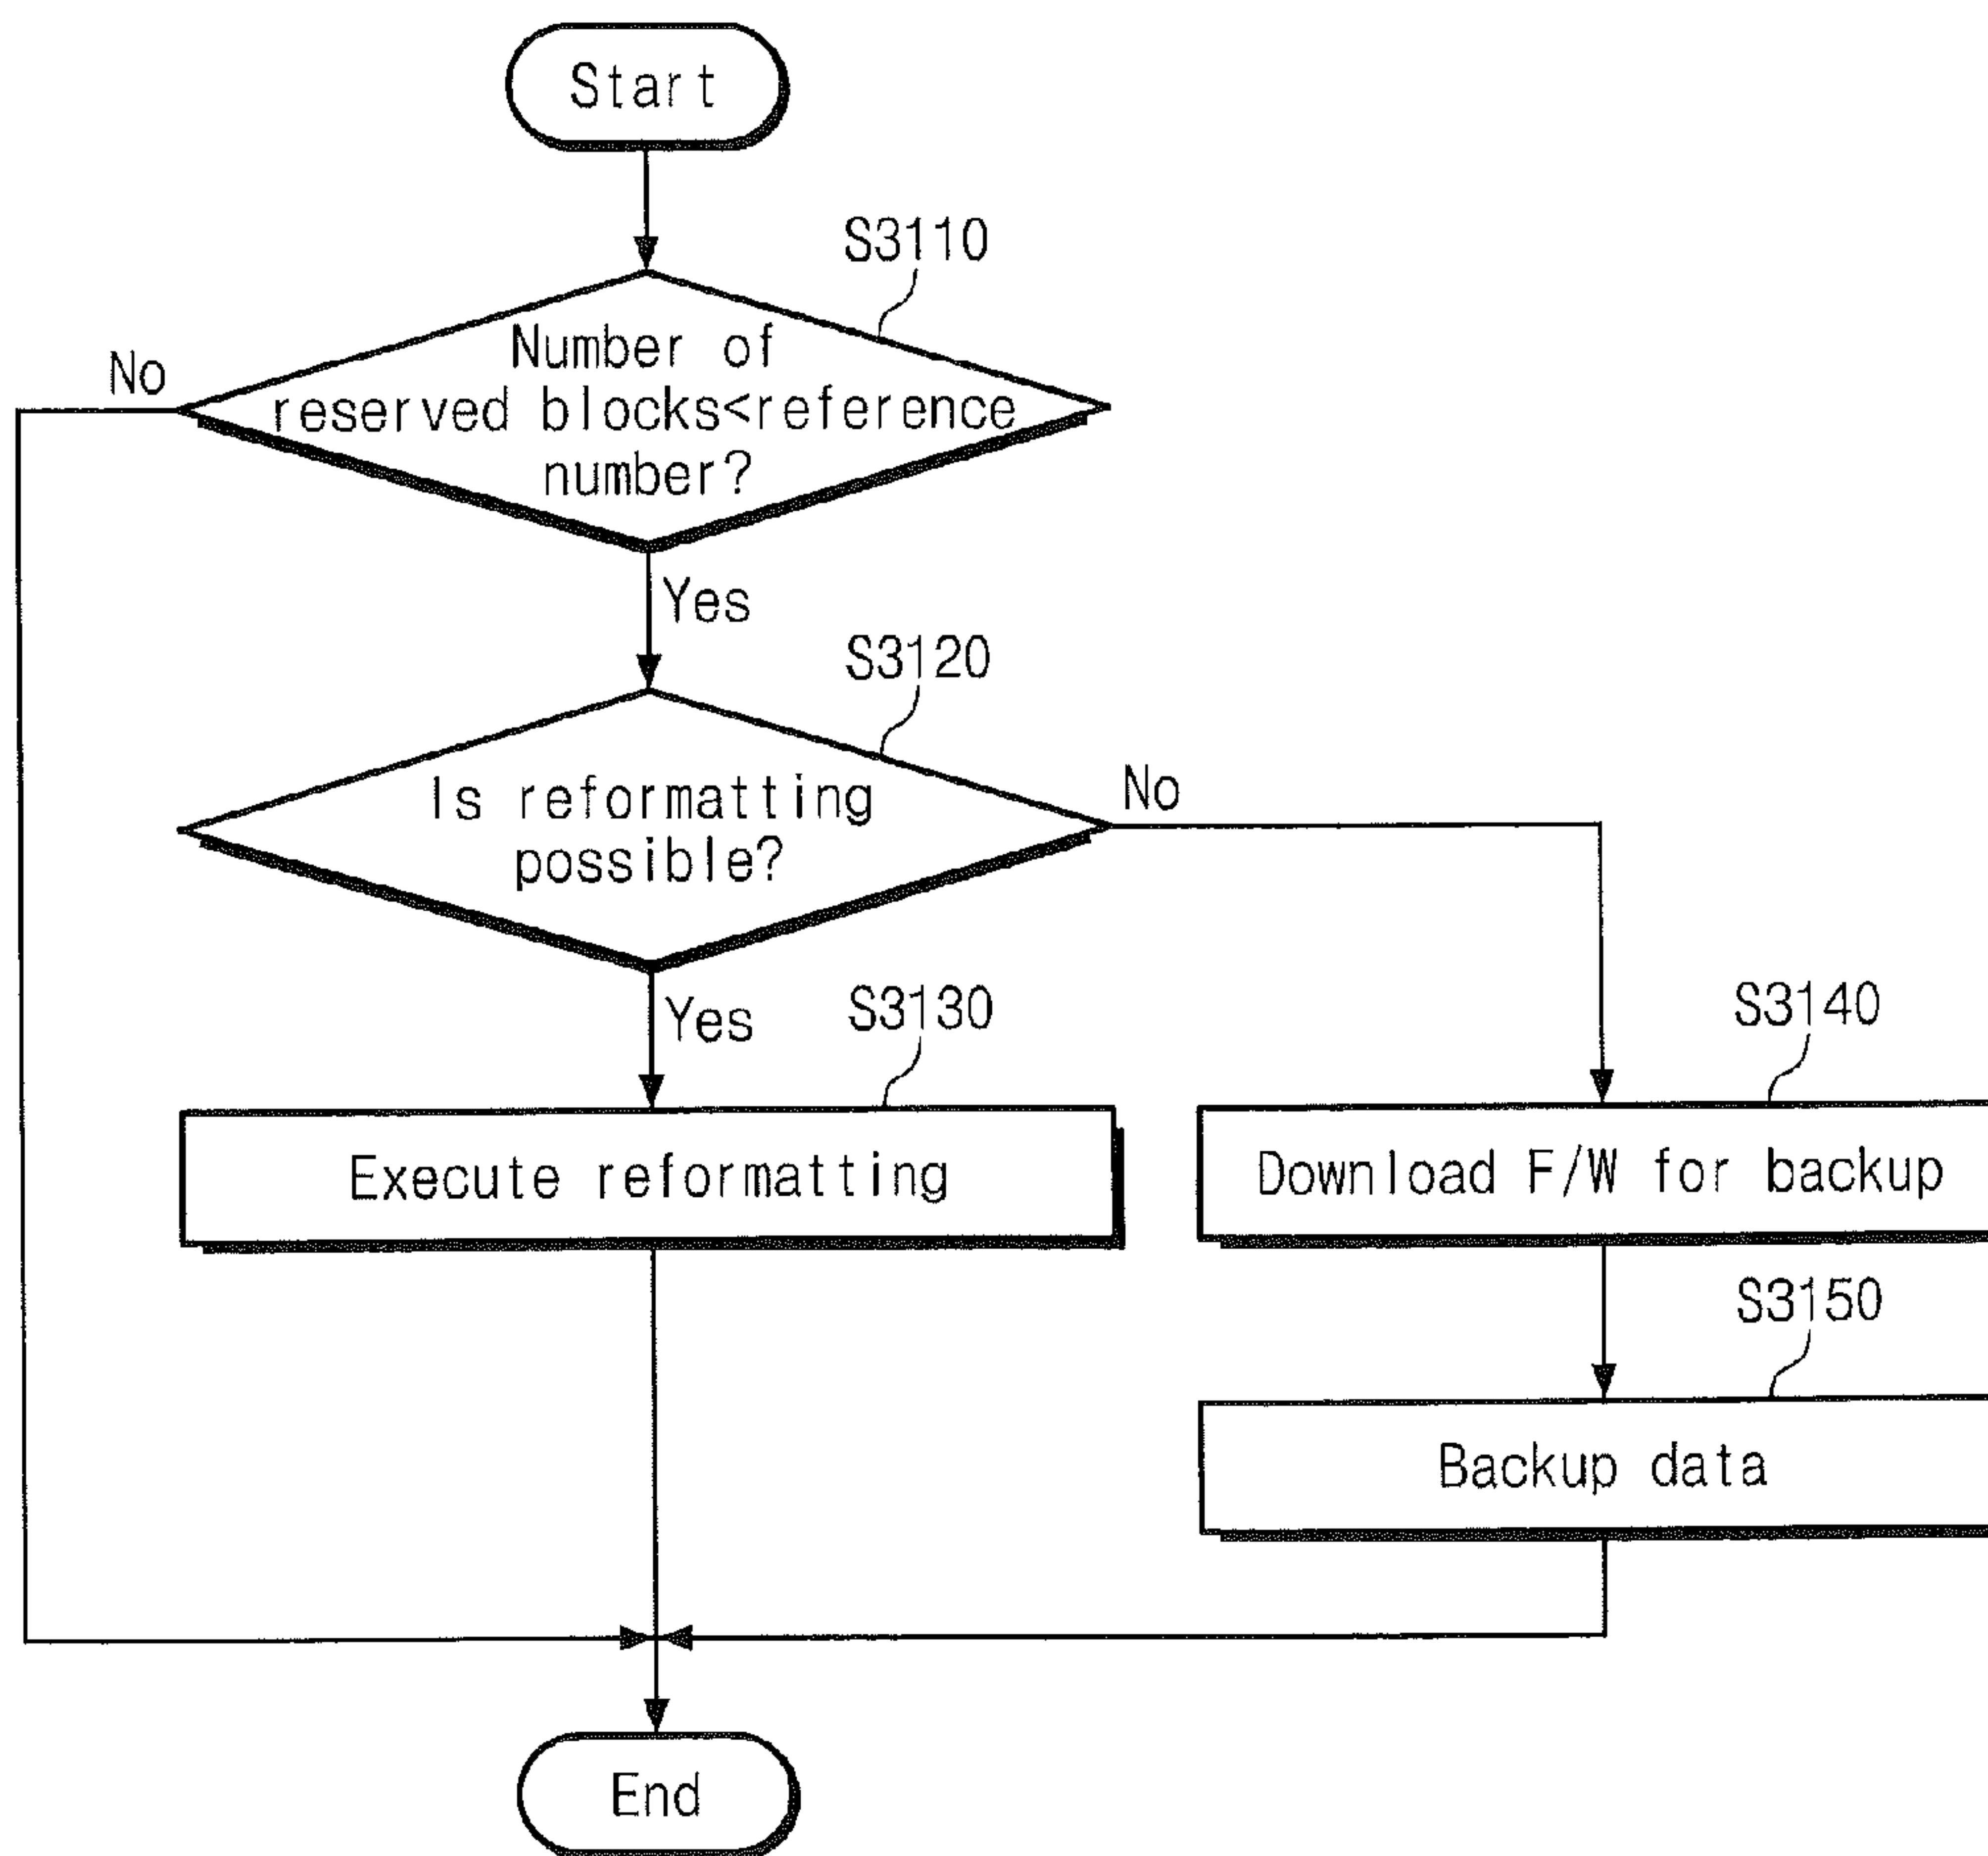 Start
S3110
Number of
reserved blocks<reference
number?
No
Yes
S3120
Is reformatting
possible?
No
Yes
S3130
Execute reformatting
S3140
Download F/W for backup
S3150
Backup data
End